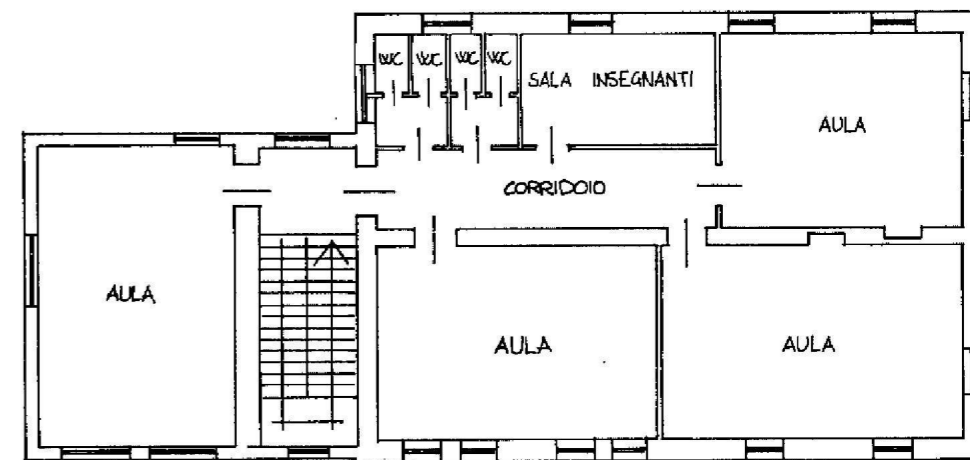 WC WC WC WC
SALA INSEGNANTI
AULA
CORRIDOIO
AULA
AULA
AULA